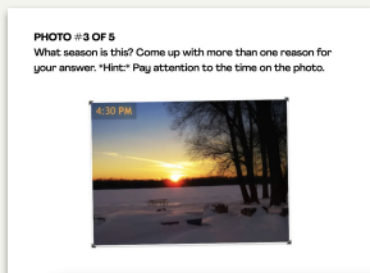 PHOTO #3 OF 5
What season is this? Come up with more than one reason for
your answer. *Hint:* Pay attention to the time on the photo.
4:30 PM